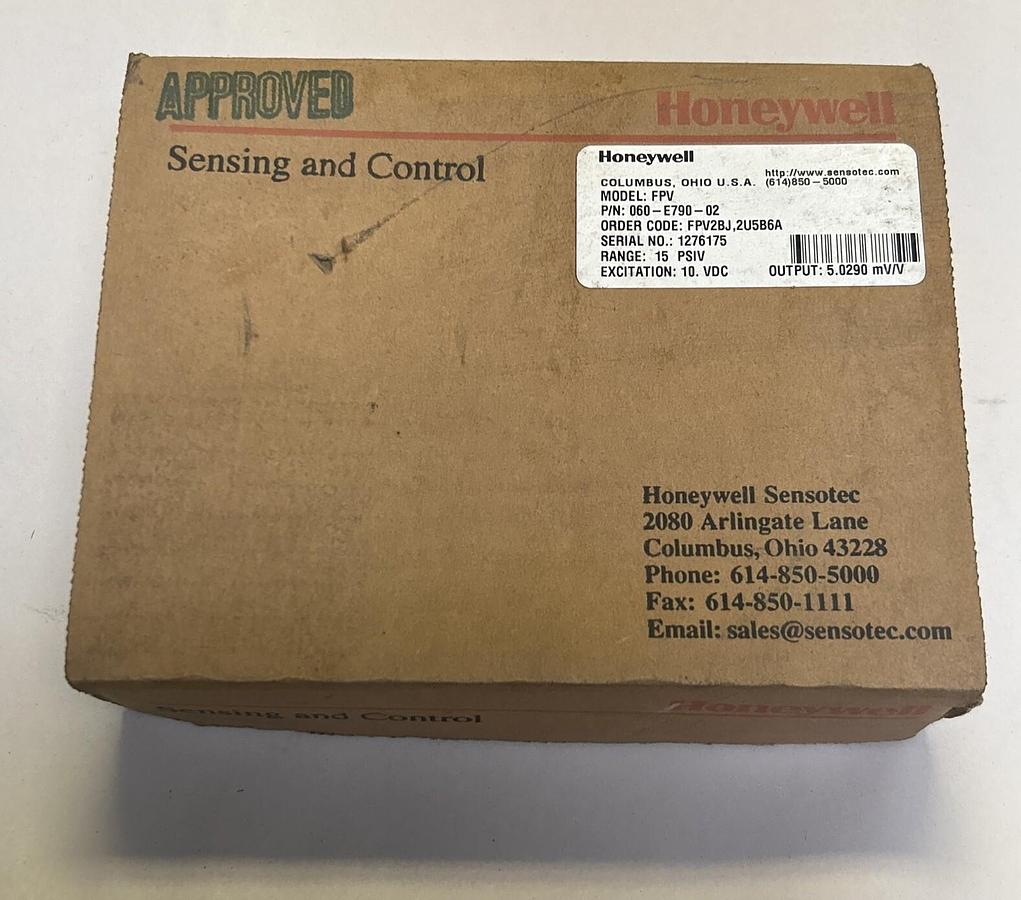 APPROVED
Honeywell
Sensing and Control
Honeywell
http://www.sensotec.com
COLUMBUS, OHIO U.S.A. (614)850-5000
MODEL: FPV
P/N: 060-E790-02
ORDER CODE: FPV2BJ,2U5B6A
SERIAL NO.: 1276175
RANGE: 15 PSIV
EXCITATION: 10. VDC OUTPUT: 5.0290 mV/V
Honeywell Sensotec
2080 Arlingate Lane
Columbus, Ohio 43228
Phone: 614-850-5000
Fax: 614-850-1111
Email: sales@sensotec.com
Sensing and Control
Honeywell